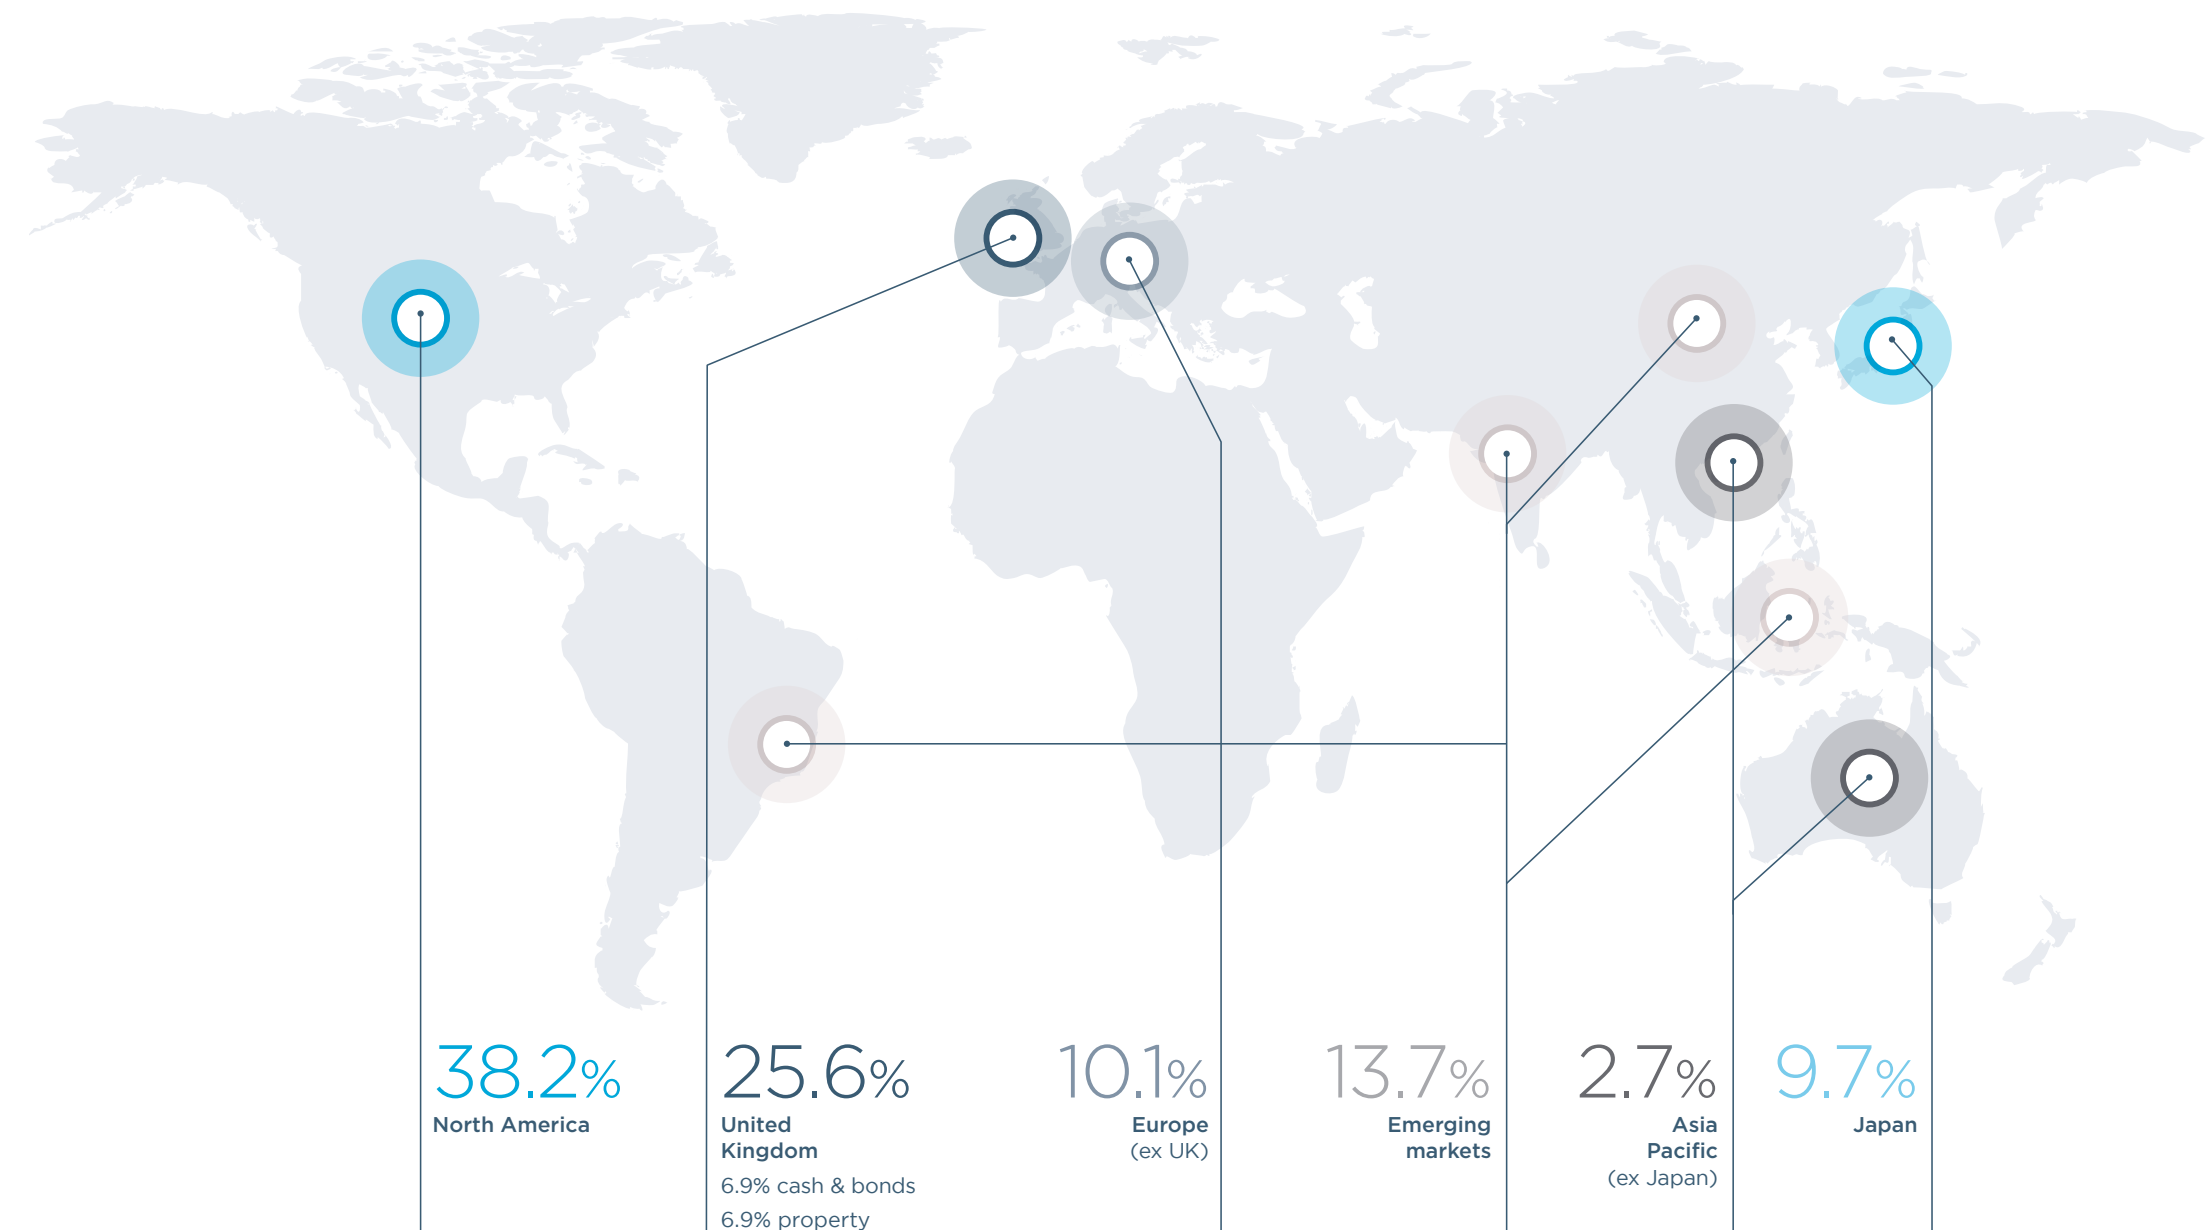 38.2%
North America
25.6%
United
Kingdom
6.9% cash & bonds
6.9% property
10.1%
Europe
(ex UK)
13.7%
Emerging
markets
2.7%
Asia
Pacific
(ex Japan)
9.7%
Japan